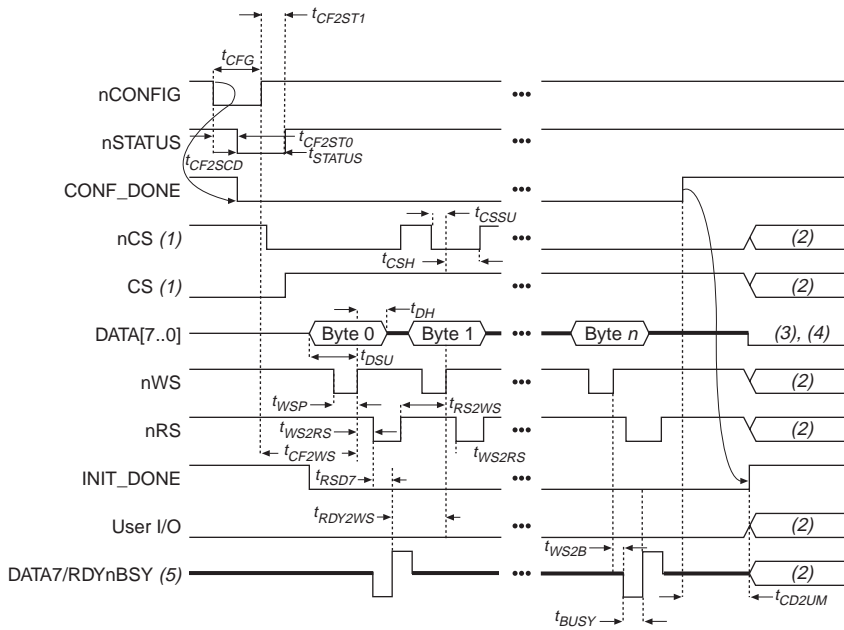 tCF2ST1
tCFG
nCONFIG
nSTATUS
tCF2ST0
tSTATUS
tCF2SCD
CONF_DONE
tCSSU
nCS (1)
(2)
tCSH
CS (1)
(2)
tDH
DATA[7..0]
Byte 0
Byte 1
Byte n
(3), (4)
tDSU
nWS
(2)
tWSP
tRS2WS
nRS
(2)
tWS2RS
tWS2RS
tCF2WS
INIT_DONE
tRSD7
tRDY2WS
User I/O
(2)
tWS2B
DATA7/RDYnBSY (5)
(2)
tCD2UM
tBUSY